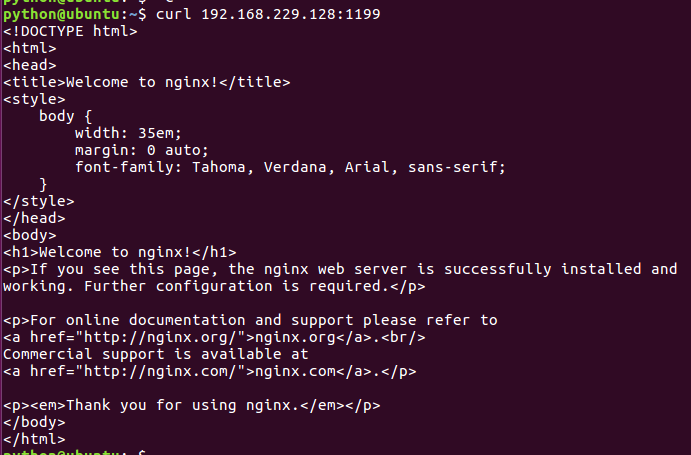 python@ubuntu:~$ curl 192.168.229.128:1199
<!DOCTYPE html>
<html>
<head>
<title>Welcome to nginx!</title>
<style>
    body {
        width: 35em;
        margin: 0 auto;
        font-family: Tahoma, Verdana, Arial, sans-serif;
    }
</style>
</head>
<body>
<h1>Welcome to nginx!</h1>
<p>If you see this page, the nginx web server is successfully installed and
working. Further configuration is required.</p>

<p>For online documentation and support please refer to
<a href="http://nginx.org/">nginx.org</a>.<br/>
Commercial support is available at
<a href="http://nginx.com/">nginx.com</a>.</p>

<p><em>Thank you for using nginx.</em></p>
</body>
</html>
python@ubuntu:~$